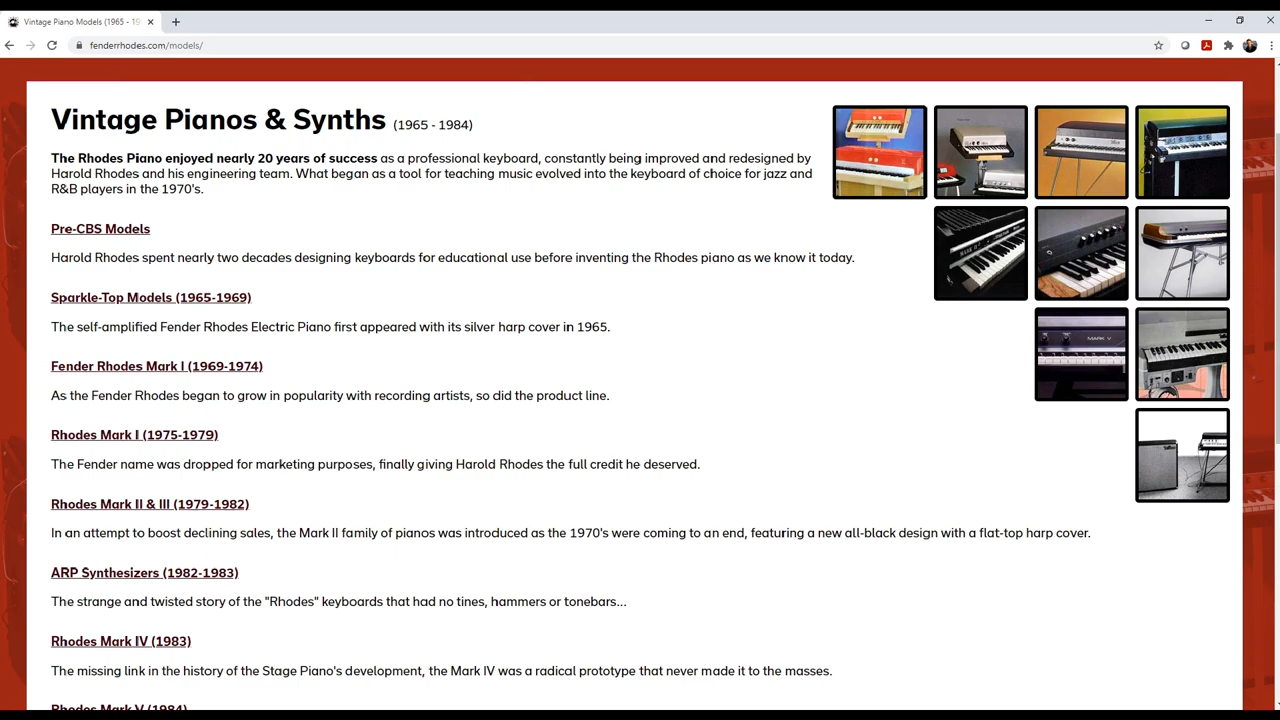 Vintage Piano Models (1965 - 19
fenderrhodes.com/models/
Vintage Pianos & Synths (1965 - 1984)
The Rhodes Piano enjoyed nearly 20 years of success as a professional keyboard, constantly being improved and redesigned by
Harold Rhodes and his engineering team. What began as a tool for teaching music evolved into the keyboard of choice for jazz and
R&B players in the 1970's.
Pre-CBS Models
Harold Rhodes spent nearly two decades designing keyboards for educational use before inventing the Rhodes piano as we know it today.
Sparkle-Top Models (1965-1969)
The self-amplified Fender Rhodes Electric Piano first appeared with its silver harp cover in 1965.
Fender Rhodes Mark I (1969-1974)
As the Fender Rhodes began to grow in popularity with recording artists, so did the product line.
Rhodes Mark I (1975-1979)
The Fender name was dropped for marketing purposes, finally giving Harold Rhodes the full credit he deserved.
Rhodes Mark II & III (1979-1982)
In an attempt to boost declining sales, the Mark II family of pianos was introduced as the 1970's were coming to an end, featuring a new all-black design with a flat-top harp cover.
ARP Synthesizers (1982-1983)
The strange and twisted story of the "Rhodes" keyboards that had no tines, hammers or tonebars...
Rhodes Mark IV (1983)
The missing link in the history of the Stage Piano's development, the Mark IV was a radical prototype that never made it to the masses.
Rhodes Mark V (1984)
MARK V